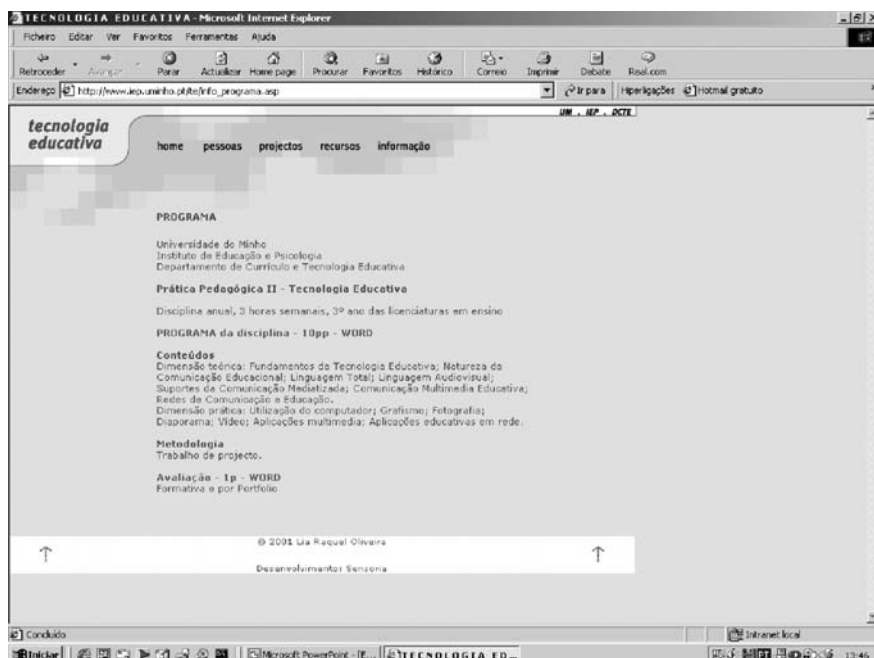 TECNOLOGIA EDUCATIVA - Microsoft Internet Explorer
Ficheiro Editar Ver Favoritos Ferramentas Ajuda
Retroceder Avançar Parar Actualizar Home page Procurar Favoritos Histórico Correio Imprimir Debate Real.com
Endereço http://www.iep.uminho.pt/te/info_programa.asp Ir para Hiperligações Hotmail gratuito
UM . IEP . DCTE
tecnologia
educativa
home pessoas projectos recursos informação
PROGRAMA
Universidade do Minho
Instituto de Educação e Psicologia
Departamento de Currículo e Tecnologia Educativa
Prática Pedagógica II - Tecnologia Educativa
Disciplina anual, 3 horas semanais, 3º ano das licenciaturas em ensino
PROGRAMA da disciplina - 10pp - WORD
Conteúdos
Dimensão teórica: Fundamentos da Tecnologia Educativa; Natureza da
Comunicação Educacional; Linguagem Total; Linguagem Audiovisual;
Suportes da Comunicação Mediatizada; Comunicação Multimedia Educativa;
Redes de Comunicação e Educação.
Dimensão prática: Utilização do computador; Grafismo; Fotografia;
Diaporama; Vídeo; Aplicações multimedia; Aplicações educativas em rede.
Metodologia
Trabalho de projecto.
Avaliação - 1p - WORD
Formativa e por Portfolio
© 2001 Lia Raquel Oliveira
Desenvolvimento: Sensoria
Concluído Intranet local
Iniciar Microsoft PowerPoint - [E... TECNOLOGIA ED... 13:46